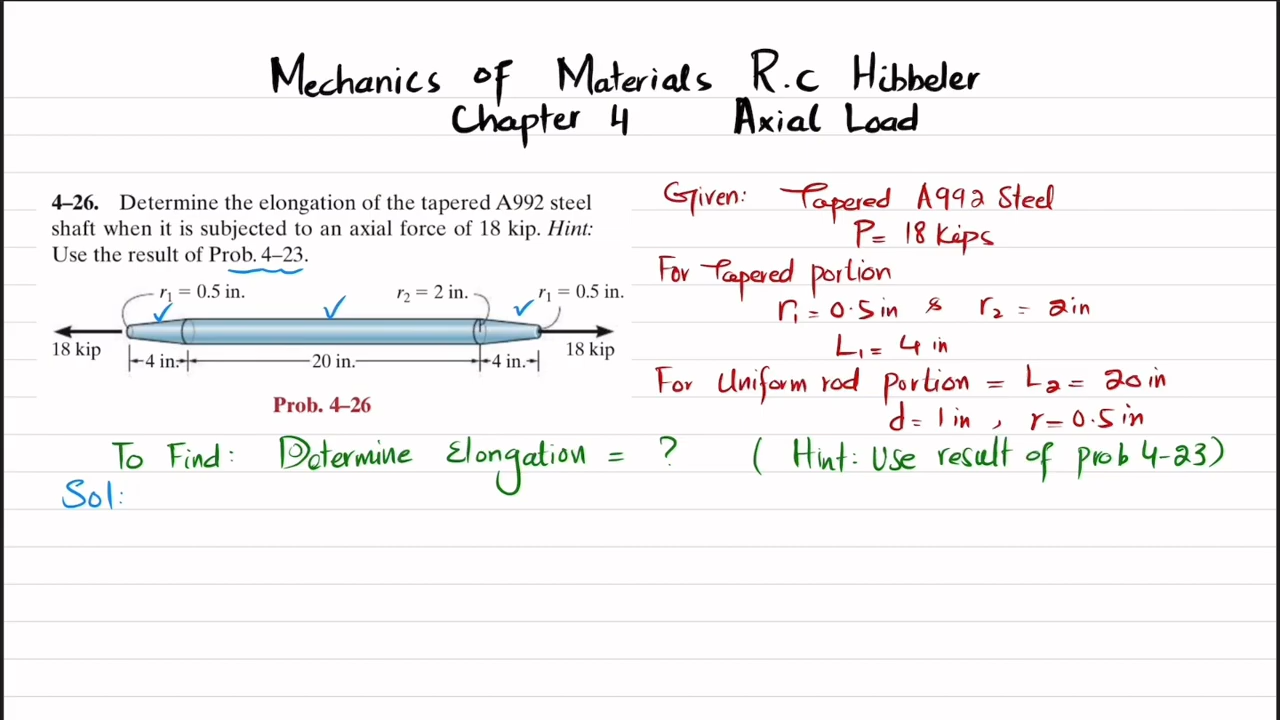 Mechanics of Materials R.c Hibbeler
Chapter 4 Axial Load
4–26. Determine the elongation of the tapered A992 steel
shaft when it is subjected to an axial force of 18 kip. Hint:
Use the result of Prob. 4–23.
r₁ = 0.5 in.
r₂ = 2 in.
r₁ = 0.5 in.
18 kip
4 in.
20 in.
4 in.
18 kip
Prob. 4–26
Given: Tapered A992 Steel
P= 18 Kips
For Tapered portion
r₁ = 0.5 in & r₂ = 2in
L₁ = 4 in
For Uniform rod portion = L₂ = 20 in
d = 1 in , r = 0.5 in
To Find: Determine Elongation = ? ( Hint: Use result of prob 4-23)
Sol: